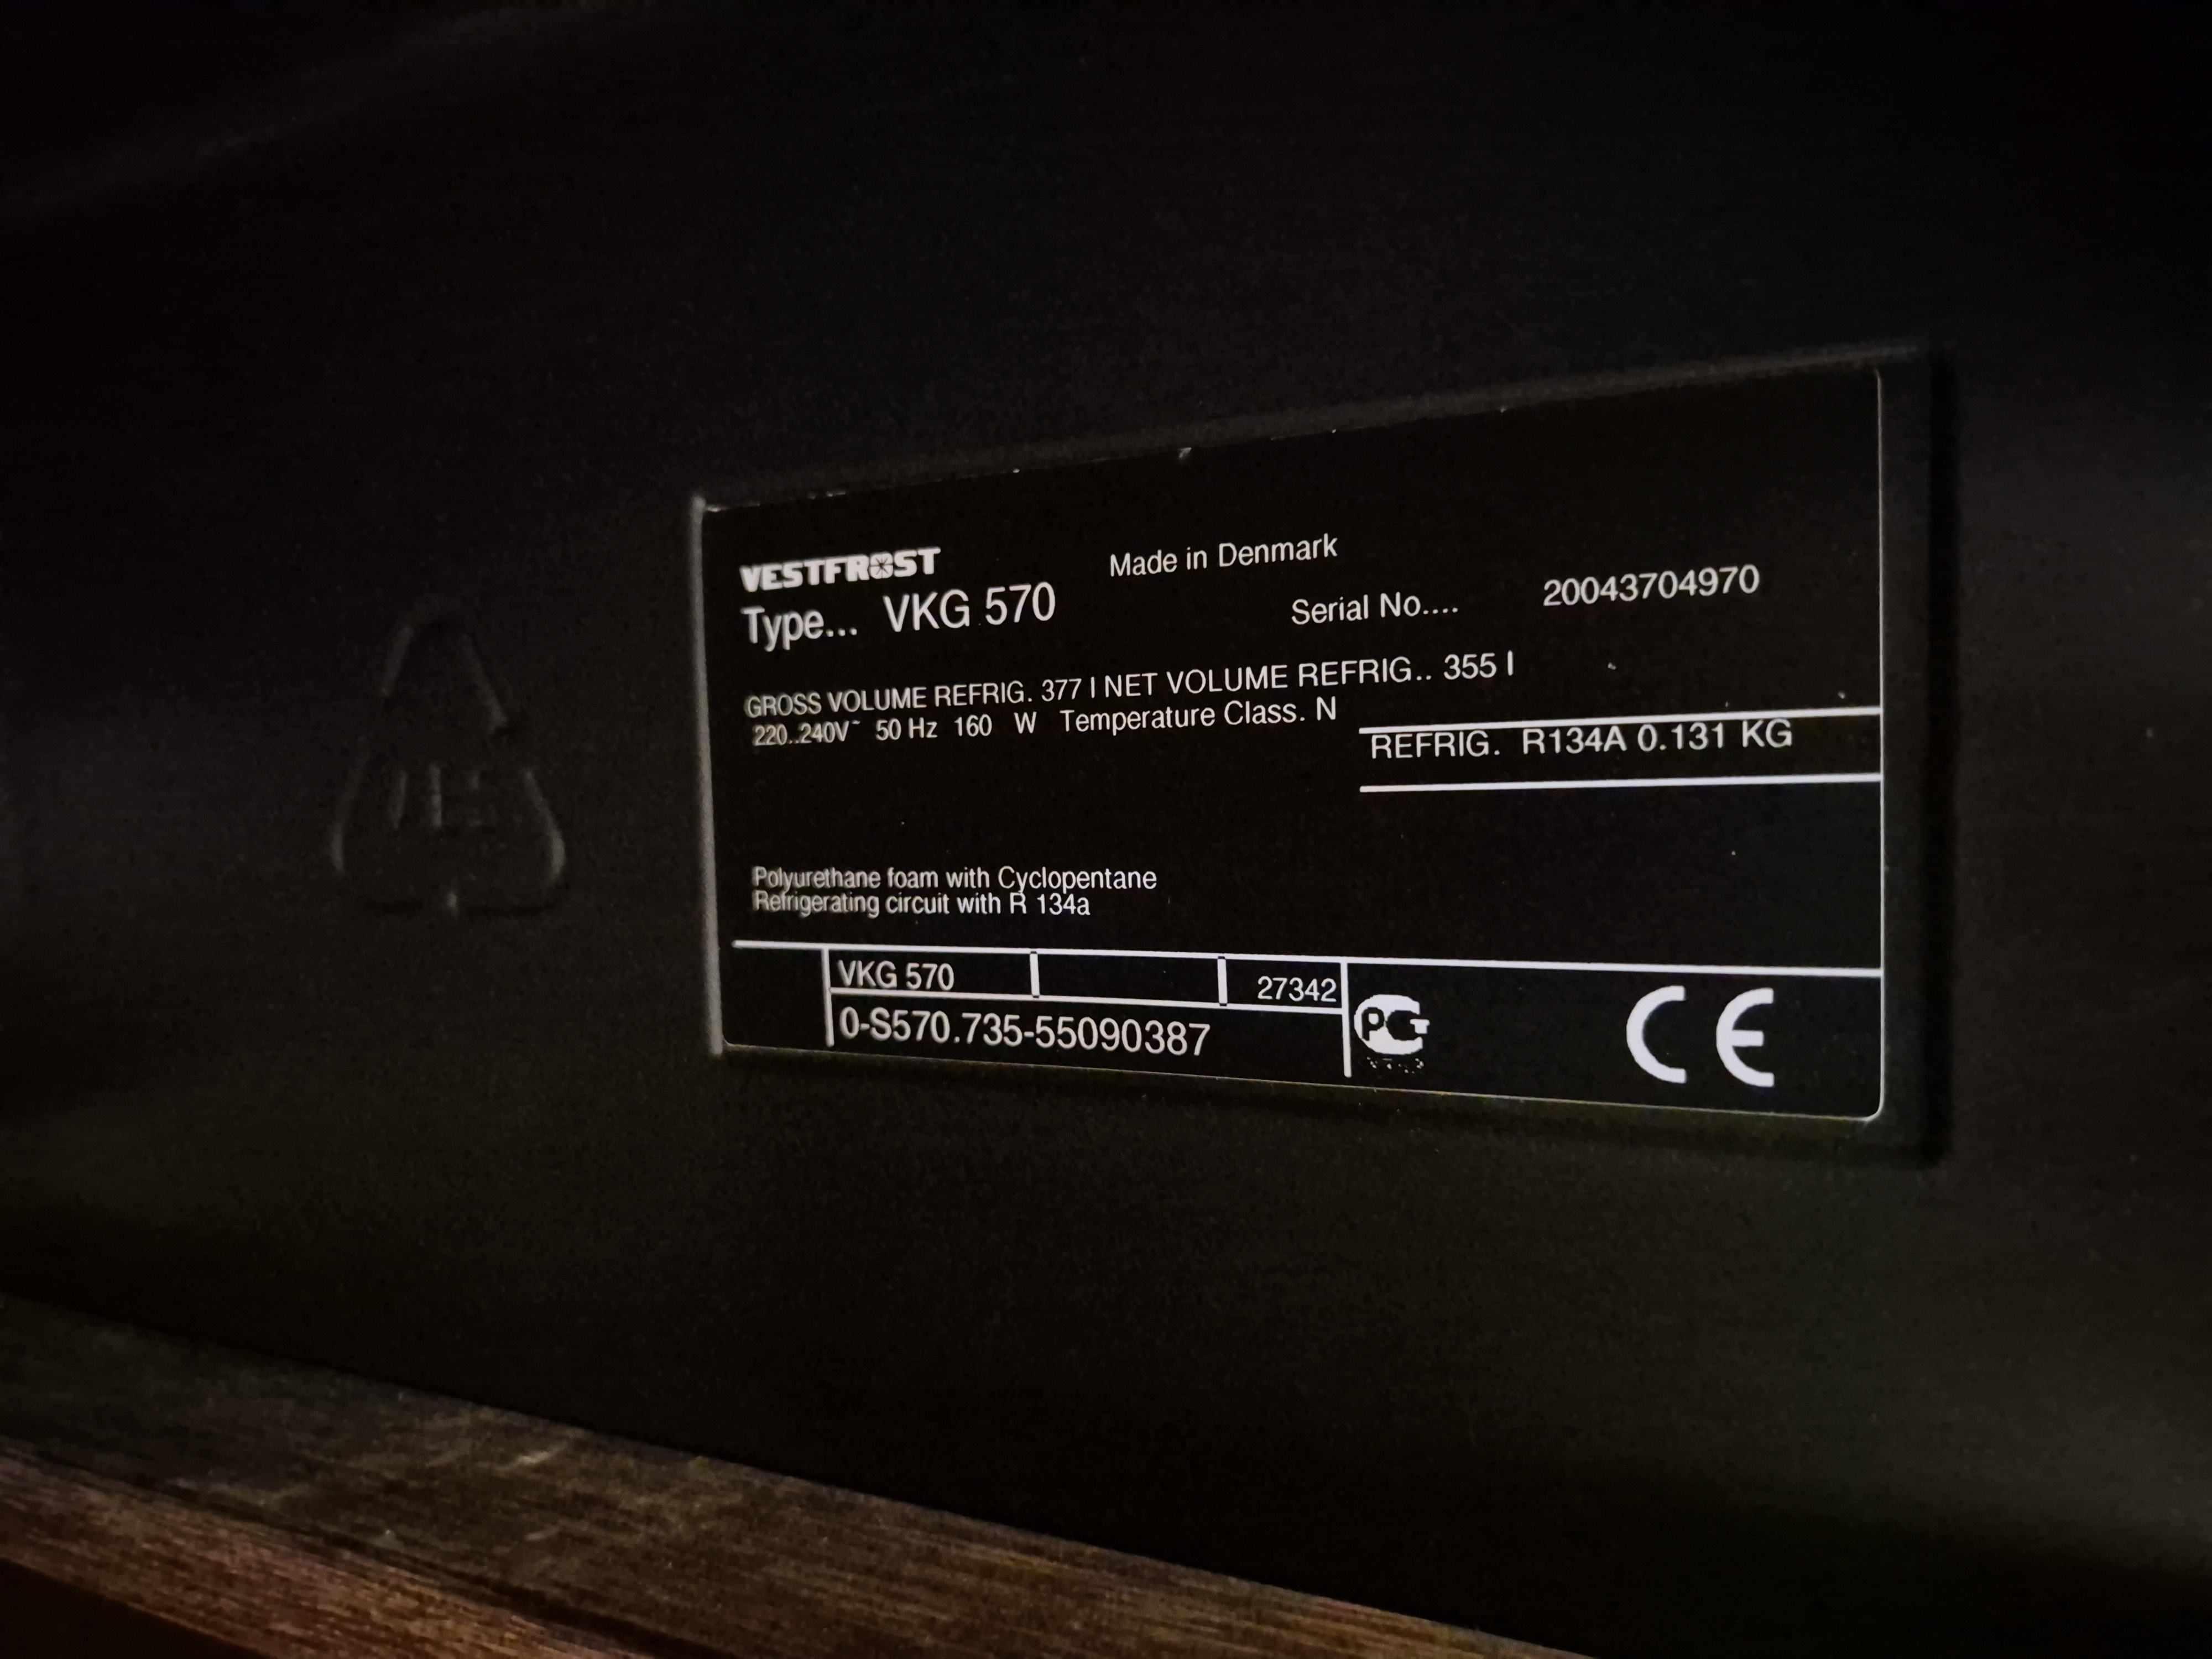 VESTFROST
Made in Denmark
Type... VKG 570
Serial No.... 20043704970
GROSS VOLUME REFRIG. 377 l NET VOLUME REFRIG.. 355 l
220..240V~ 50 Hz 160 W Temperature Class. N
REFRIG. R134A 0.131 KG
Polyurethane foam with Cyclopentane
Refrigerating circuit with R 134a
VKG 570 27342
0-S570.735-55090387
PCT
CE